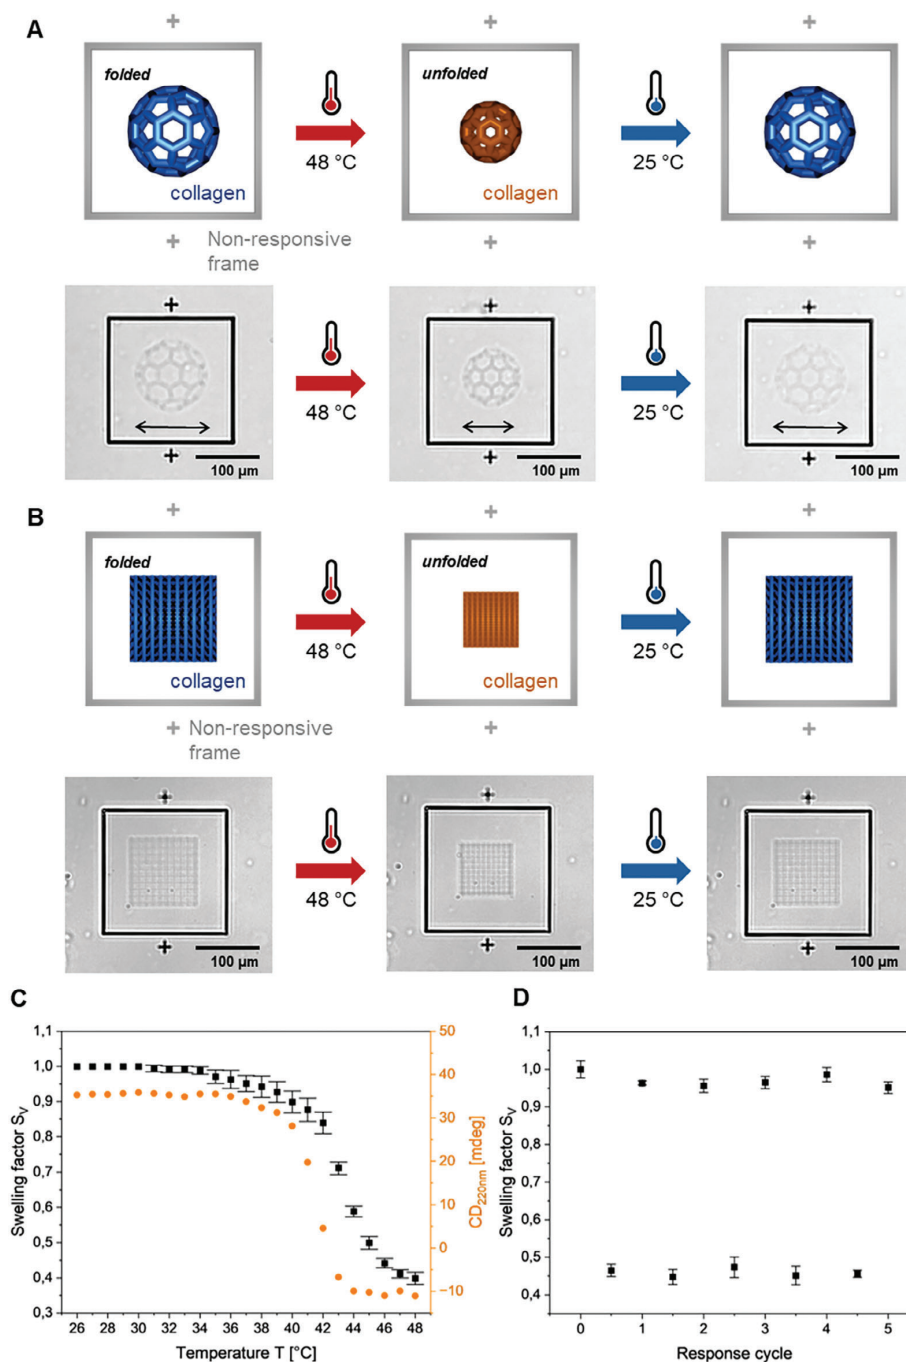 A
folded
collagen
48 °C
unfolded
collagen
25 °C
Non-responsive
frame
100 µm
48 °C
100 µm
25 °C
100 µm
B
folded
collagen
48 °C
unfolded
collagen
25 °C
Non-responsive
frame
100 µm
48 °C
100 µm
25 °C
100 µm
C
Swelling factor S_V
1,1
1,0
0,9
0,8
0,7
0,6
0,5
0,4
0,3
26 28 30 32 34 36 38 40 42 44 46 48
Temperature T [°C]
50
40
30
20
10
0
−10
CD_220nm [mdeg]
D
Swelling factor S_V
1,1
1,0
0,9
0,8
0,7
0,6
0,5
0,4
0 1 2 3 4 5
Response cycle